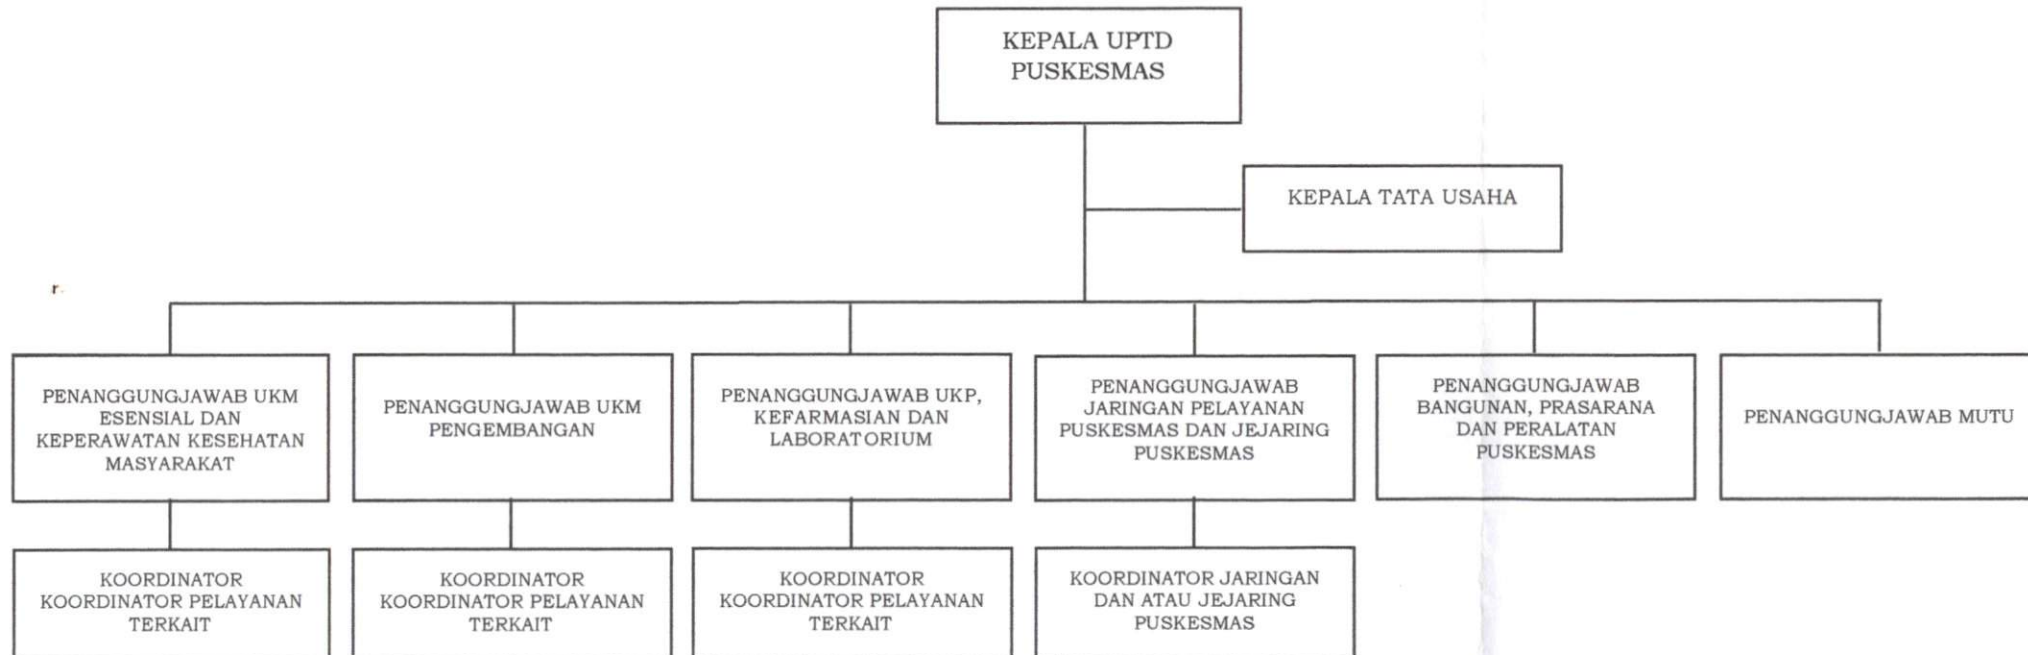 KEPALA UPTD
PUSKESMAS
KEPALA TATA USAHA
r.
PENANGGUNGJAWAB UKM
ESENSIAL DAN
KEPERAWATAN KESEHATAN
MASYARAKAT
PENANGGUNGJAWAB UKM
PENGEMBANGAN
PENANGGUNGJAWAB UKP,
KEFARMASIAN DAN
LABORATORIUM
PENANGGUNGJAWAB
JARINGAN PELAYANAN
PUSKESMAS DAN JEJARING
PUSKESMAS
PENANGGUNGJAWAB
BANGUNAN, PRASARANA
DAN PERALATAN
PUSKESMAS
PENANGGUNGJAWAB MUTU
KOORDINATOR
KOORDINATOR PELAYANAN
TERKAIT
KOORDINATOR
KOORDINATOR PELAYANAN
TERKAIT
KOORDINATOR
KOORDINATOR PELAYANAN
TERKAIT
KOORDINATOR JARINGAN
DAN ATAU JEJARING
PUSKESMAS